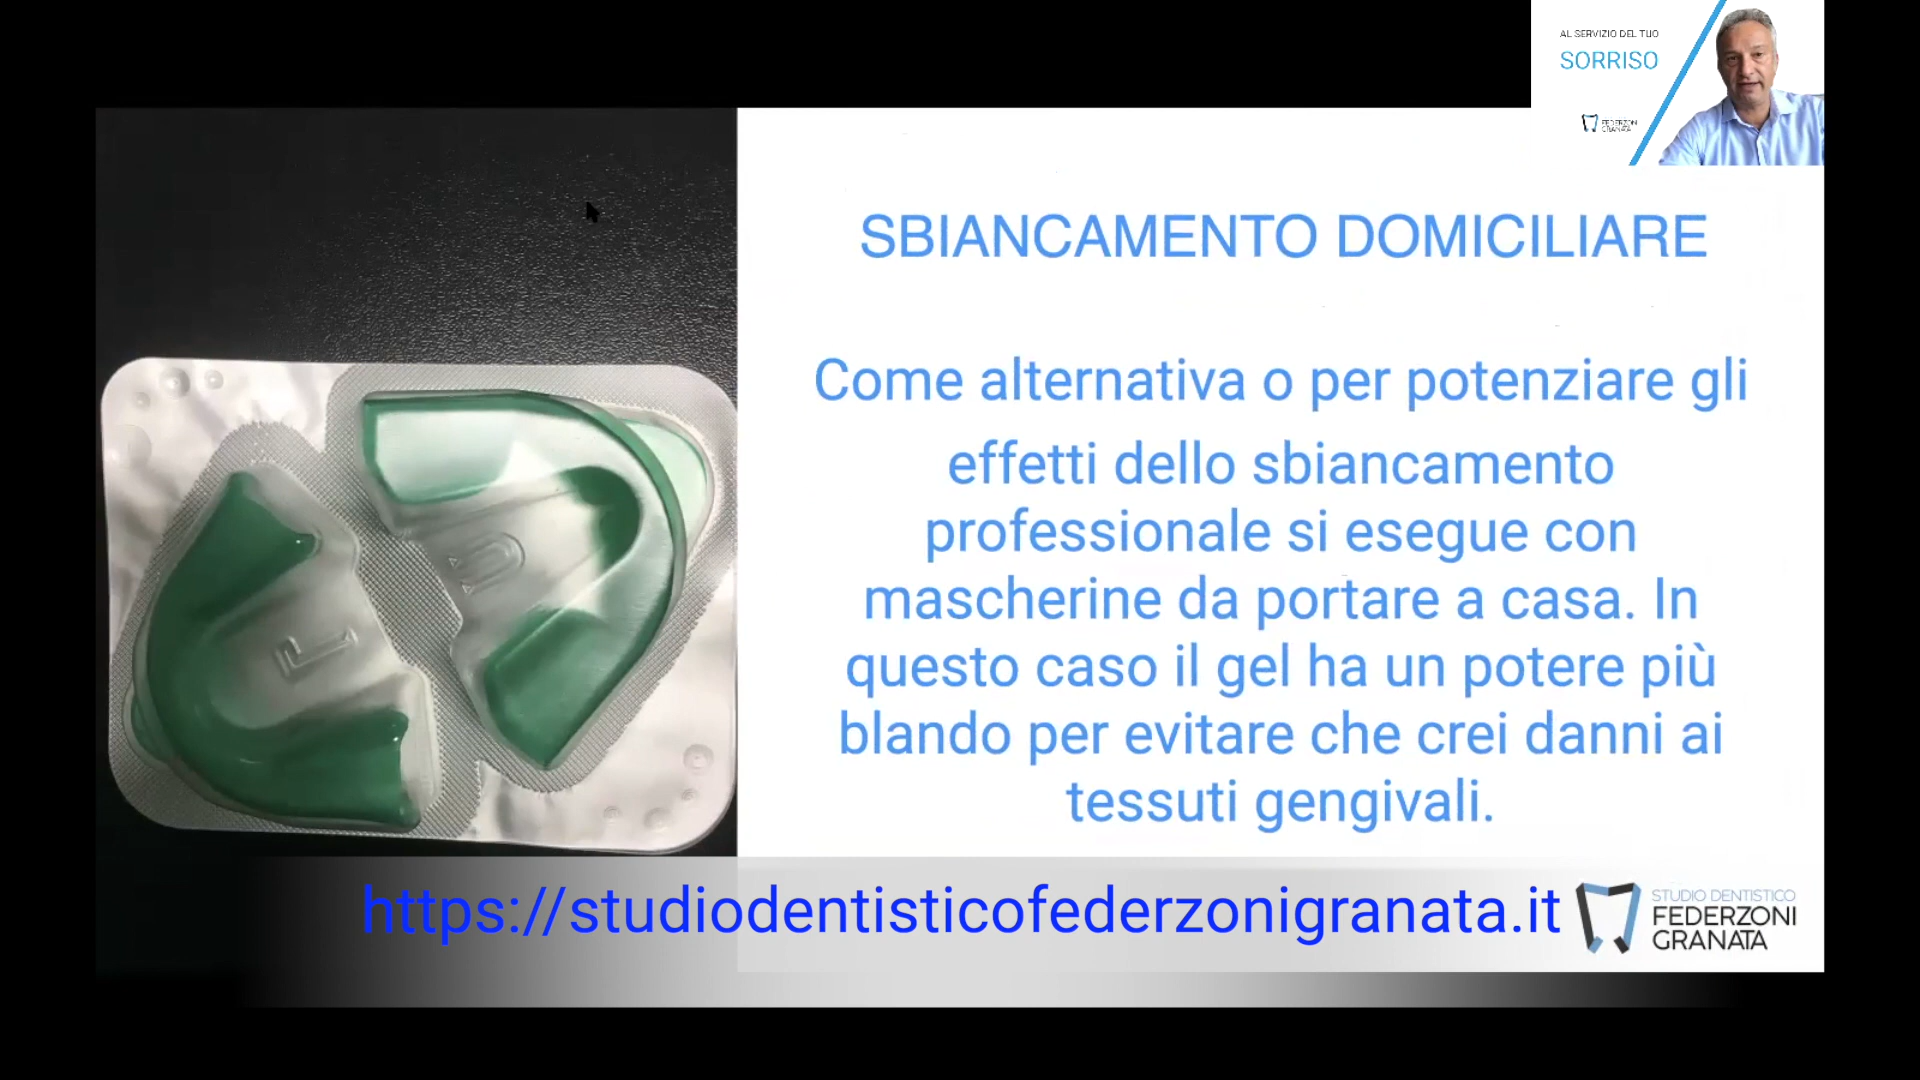 AL SERVIZIO DEL TUO
SORRISO
FEDERZONI
GRANATA
SBIANCAMENTO DOMICILIARE
Come alternativa o per potenziare gli
effetti dello sbiancamento
professionale si esegue con
mascherine da portare a casa. In
questo caso il gel ha un potere più
blando per evitare che crei danni ai
tessuti gengivali.
U
L
https://studiodentisticofederzonigranata.it
STUDIO DENTISTICO
FEDERZONI
GRANATA